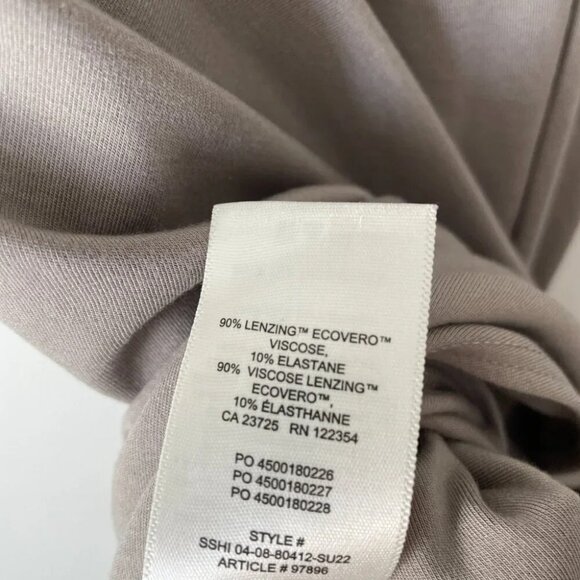 90% LENZING™ ECOVERO™
VISCOSE,
10% ELASTANE
90% VISCOSE LENZING™
ECOVERO™,
10% ÉLASTHANNE
CA 23725 RN 122354
PO 4500180226
PO 4500180227
PO 4500180228
STYLE #
SSHI 04-08-80412-SU22
ARTICLE # 97896